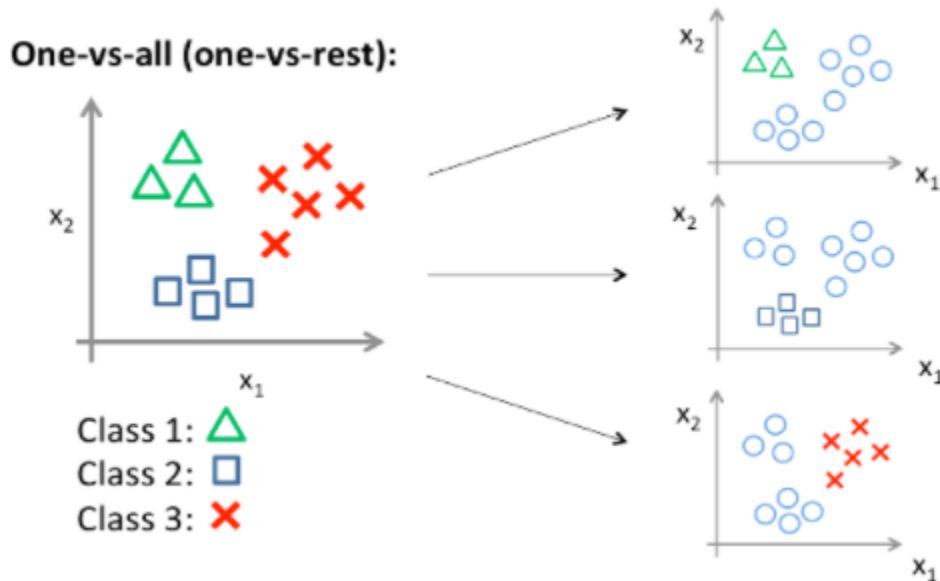 One-vs-all (one-vs-rest):
x₂
x₁
Class 1:
Class 2:
Class 3:
x₂
x₁
x₂
x₁
x₂
x₁